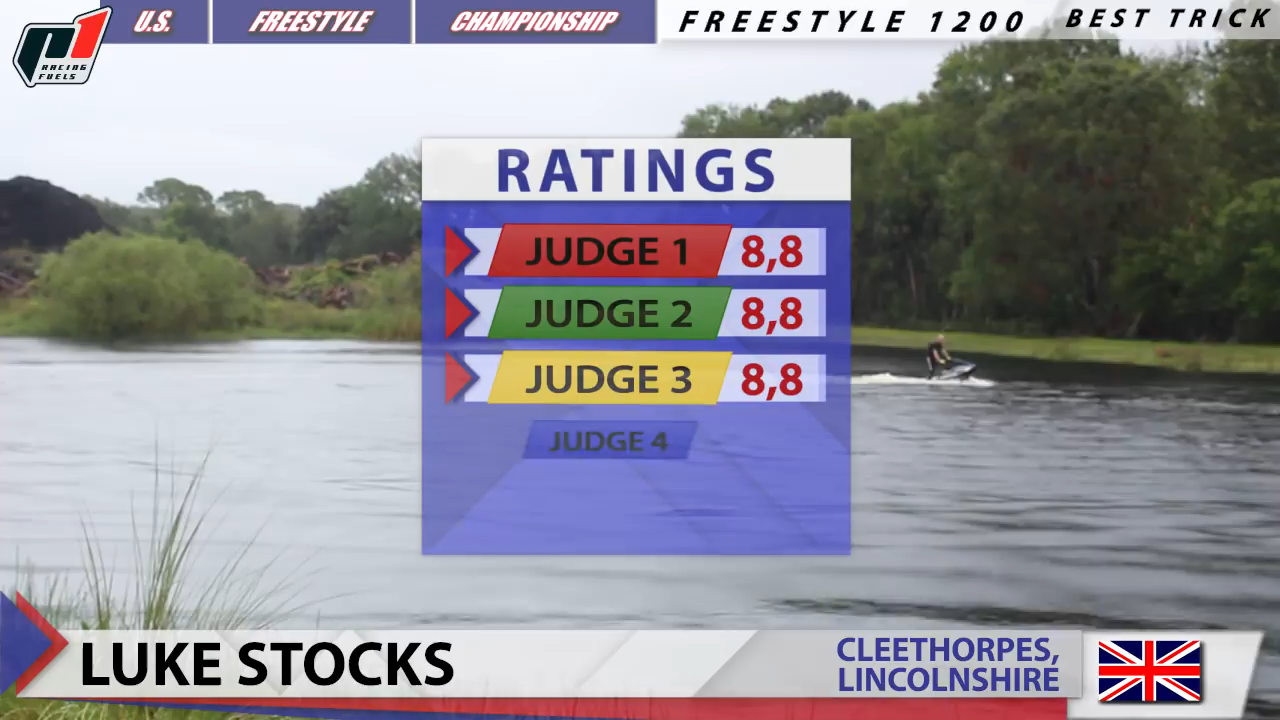 U.S. FREESTYLE CHAMPIONSHIP FREESTYLE 1200 BEST TRICK
P1
RACING
FUELS
RATINGS
JUDGE 1 8,8
JUDGE 2 8,8
JUDGE 3 8,8
JUDGE 4
LUKE STOCKS
CLEETHORPES,
LINCOLNSHIRE